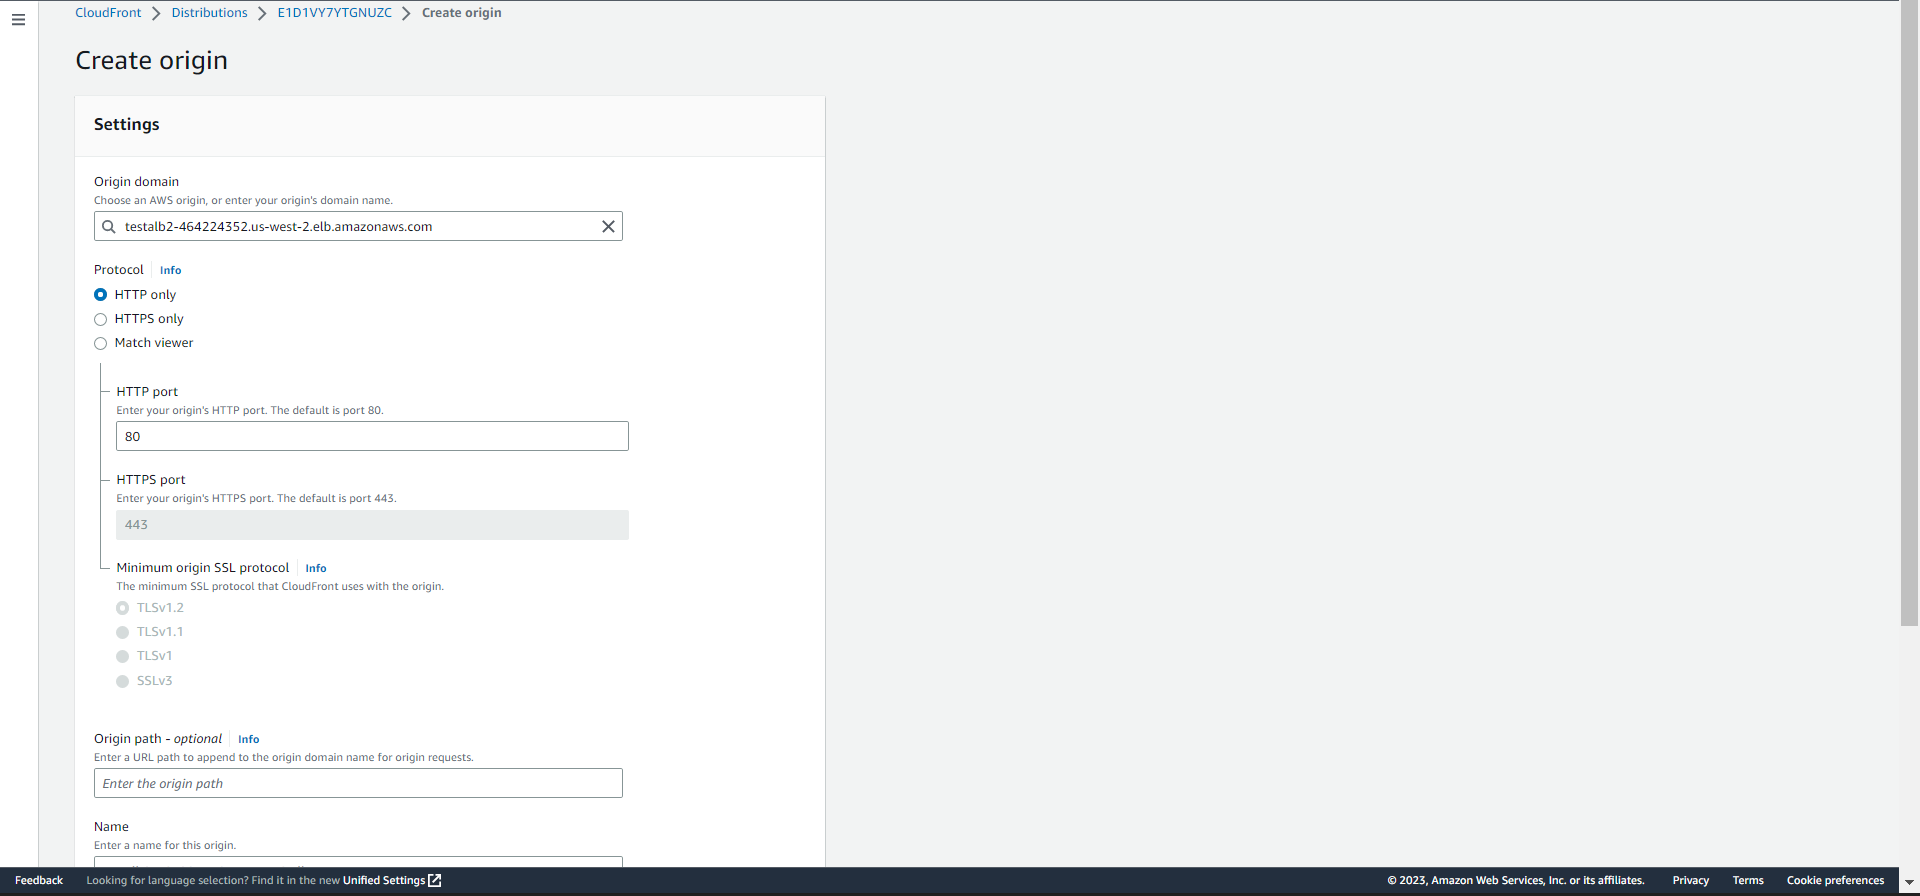 CloudFront > Distributions > E1D1VY7YTGNUZC > Create origin
Create origin
Settings
Origin domain
Choose an AWS origin, or enter your origin's domain name.
testalb2-464224352.us-west-2.elb.amazonaws.com
Protocol Info
HTTP only
HTTPS only
Match viewer
HTTP port
Enter your origin's HTTP port. The default is port 80.
80
HTTPS port
Enter your origin's HTTPS port. The default is port 443.
443
Minimum origin SSL protocol Info
The minimum SSL protocol that CloudFront uses with the origin.
TLSv1.2
TLSv1.1
TLSv1
SSLv3
Origin path - optional Info
Enter a URL path to append to the origin domain name for origin requests.
Enter the origin path
Name
Enter a name for this origin.
Feedback Looking for language selection? Find it in the new Unified Settings © 2023, Amazon Web Services, Inc. or its affiliates. Privacy Terms Cookie preferences